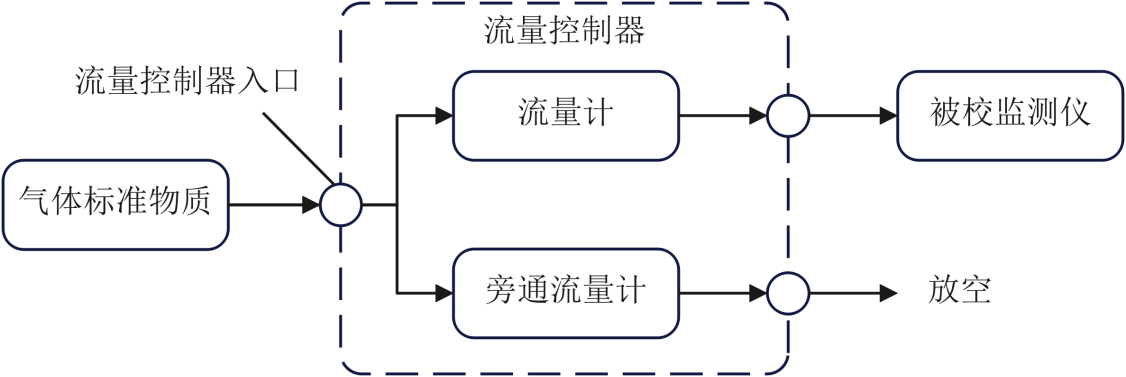 流量控制器
流量控制器入口
流量计
被校监测仪
气体标准物质
旁通流量计
放空